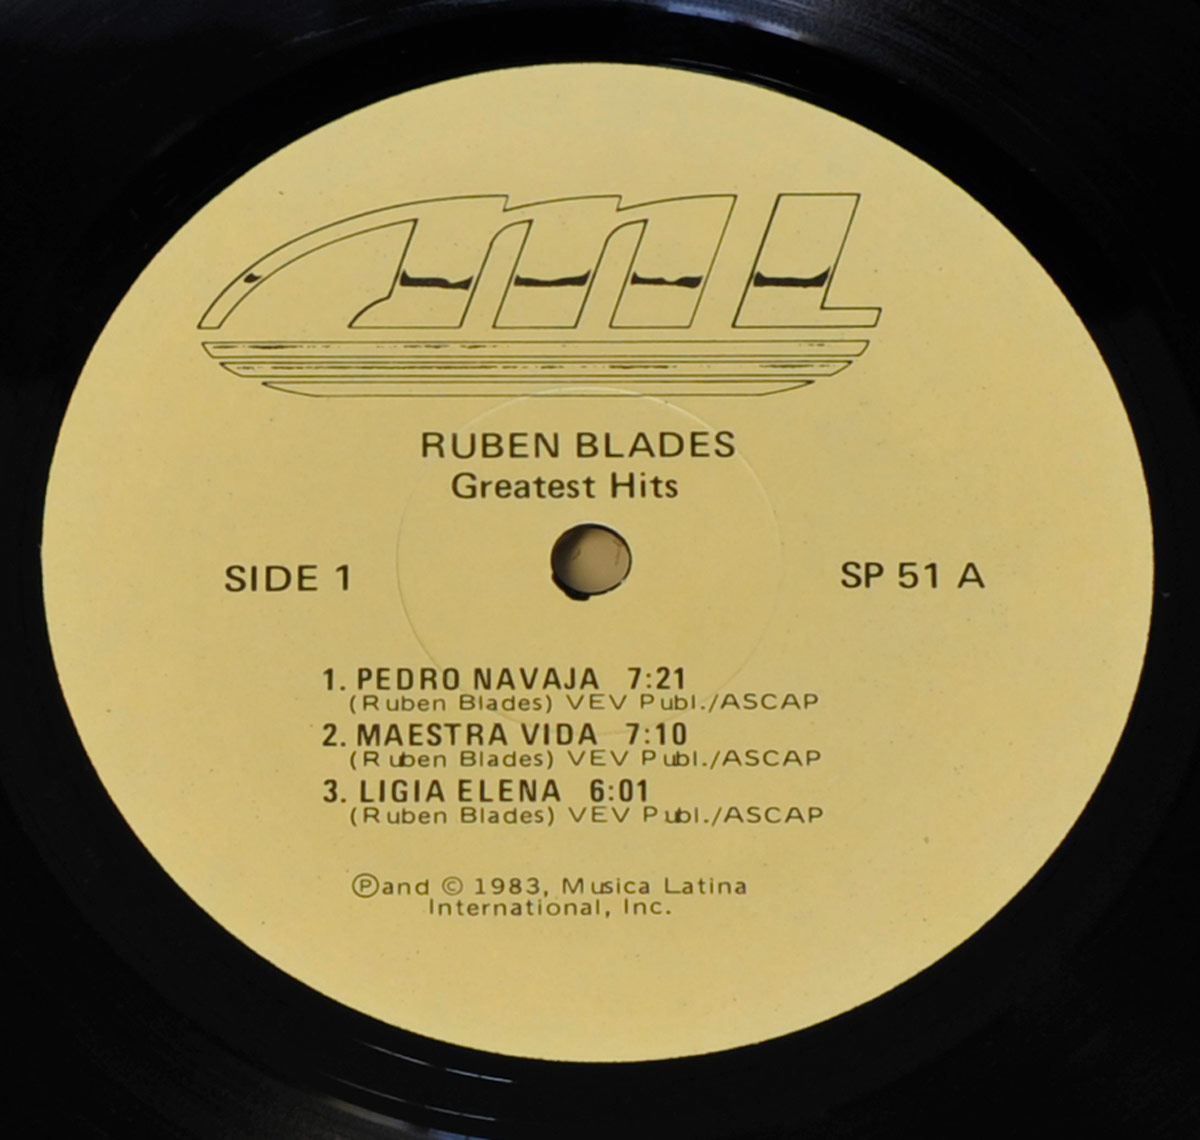 ML
RUBEN BLADES
Greatest Hits
SIDE 1
SP 51 A
1. PEDRO NAVAJA 7:21
(Ruben Blades) VEV Publ./ASCAP
2. MAESTRA VIDA 7:10
(Ruben Blades) VEV Publ./ASCAP
3. LIGIA ELENA 6:01
(Ruben Blades) VEV Publ./ASCAP
Ⓟand © 1983, Musica Latina
International, Inc.